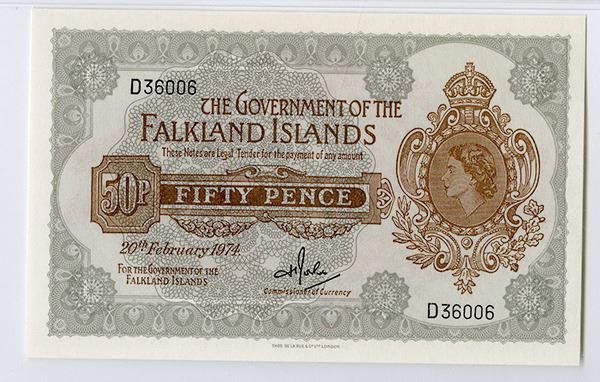 D36006
THE GOVERNMENT OF THE
FALKLAND ISLANDS
These Notes are Legal Tender for the payment of any amount
50P
FIFTY PENCE
20th February 1974.
FOR THE GOVERNMENT OF THE
FALKLAND ISLANDS
Commissioner of Currency
D36006
THOS DE LA RUE & CO LTD LONDON